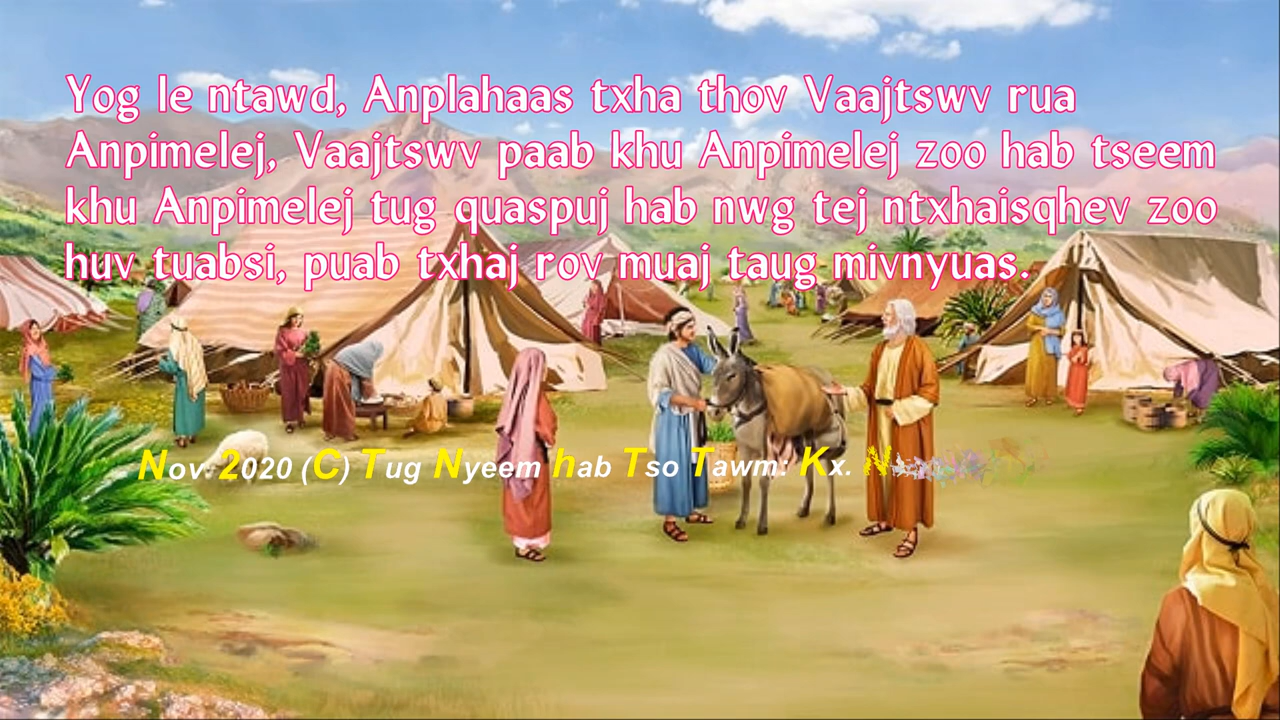 Yog le ntawd, Anplahaas txha thov Vaajtswv rua
Anpimelej, Vaajtswv paab khu Anpimelej zoo hab tseem
khu Anpimelej tug quaspuj hab nwg tej ntxhaisqhev zoo
huv tuabsi, puab txhaj rov muaj taug mivnyuas.
Nov 2020 (C) Tug Nyeem hab Tso Tawm: Kx.